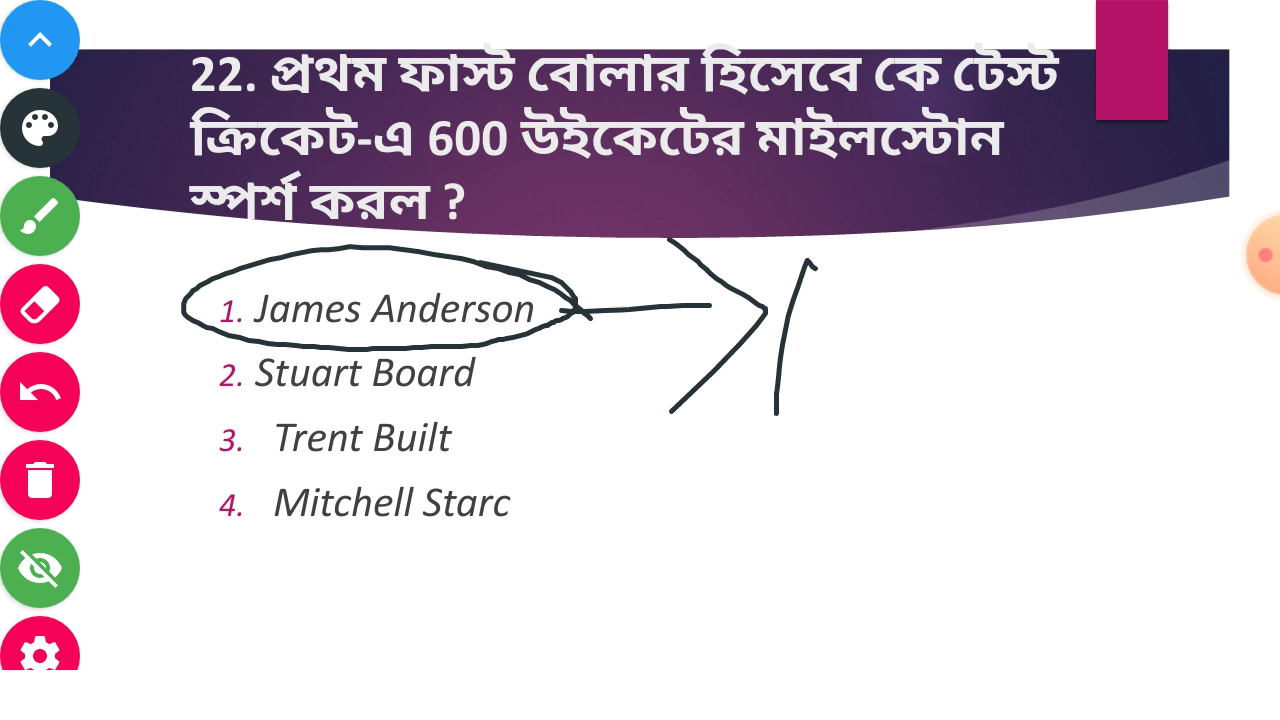 22. প্রথম ফাস্ট বোলার হিসেবে কে টেস্ট
ক্রিকেট-এ 600 উইকেটের মাইলস্টোন
স্পর্শ করল ?
1. James Anderson
2. Stuart Board
3. Trent Built
4. Mitchell Starc